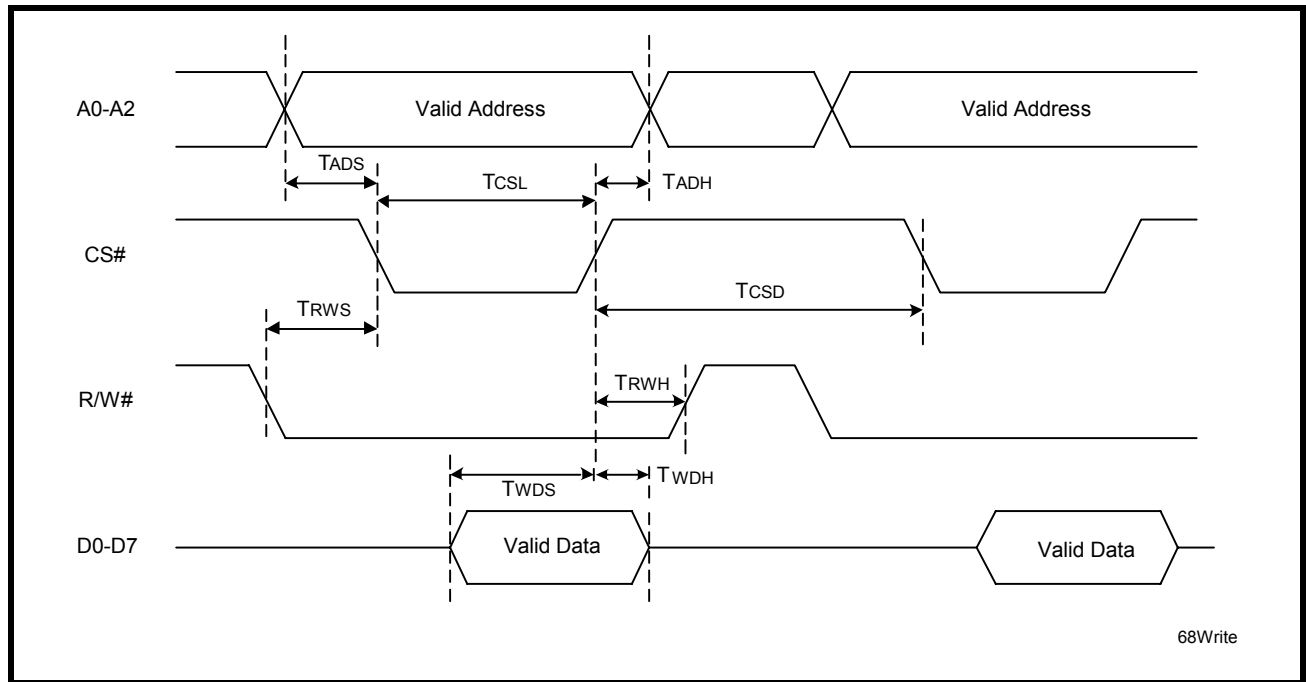 A0-A2
Valid Address
Valid Address
TADS
TCSL
TADH
CS#
TCSD
TRWS
R/W#
TRWH
TWDS
TWDH
D0-D7
Valid Data
Valid Data
68Write